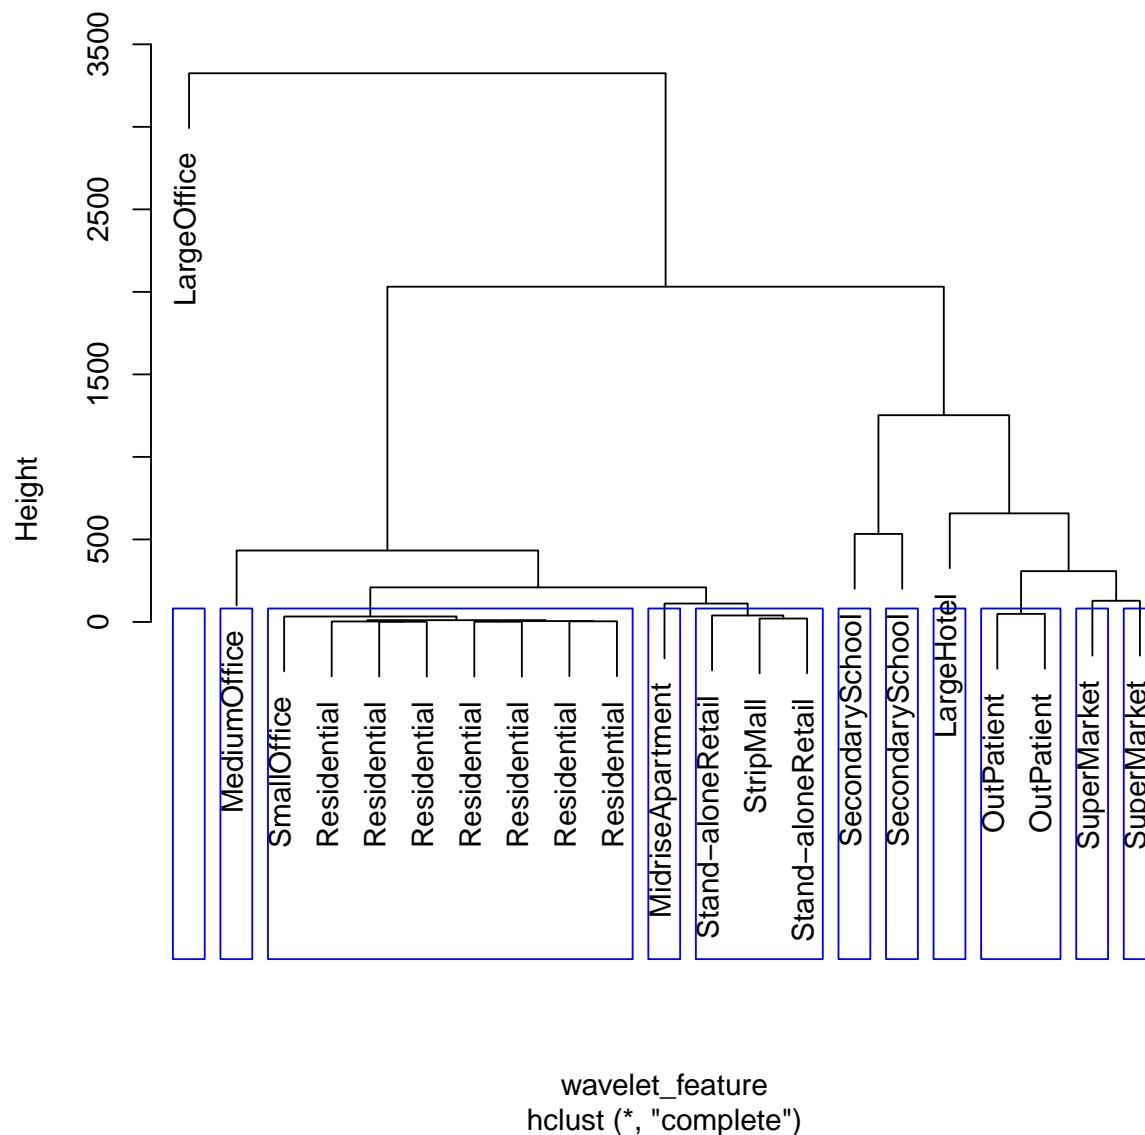 3500
2500
1500
500
0
Height
LargeOffice
MediumOffice
SmallOffice
Residential
Residential
Residential
Residential
Residential
Residential
Residential
MidriseApartment
Stand−aloneRetail
StripMall
Stand−aloneRetail
SecondarySchool
SecondarySchool
LargeHotel
OutPatient
OutPatient
SuperMarket
SuperMarket
wavelet_feature
hclust (*, "complete")